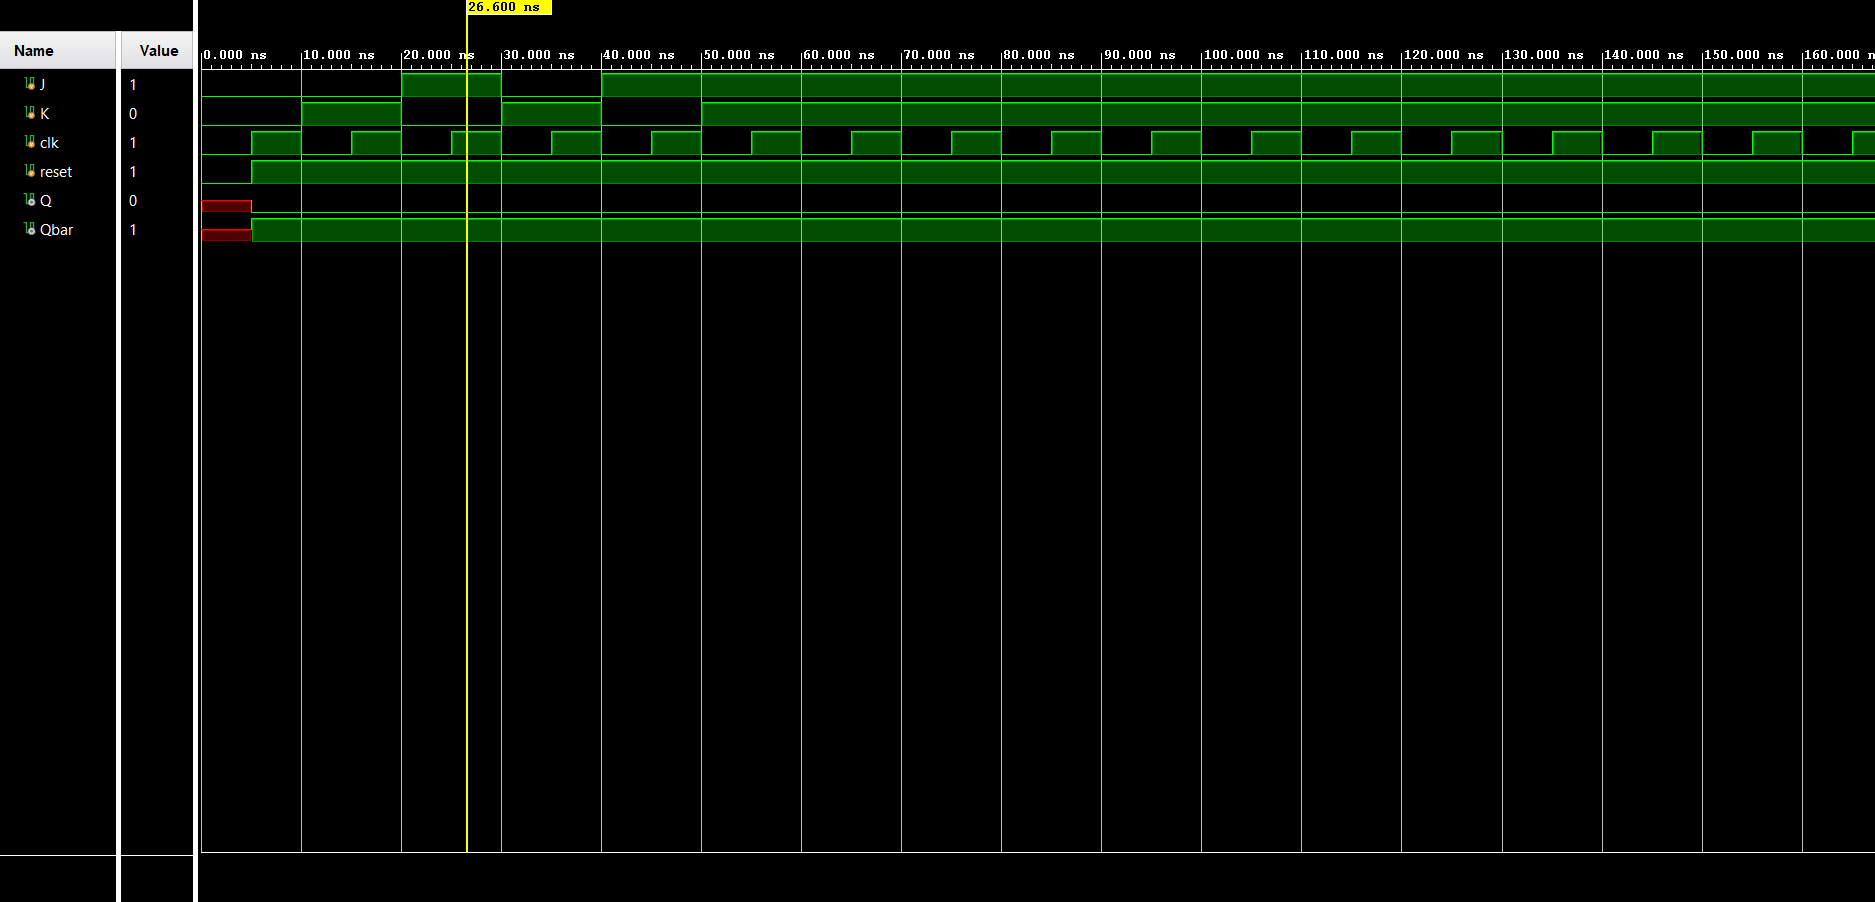 26.600 ns
Name Value
0.000 ns 10.000 ns 20.000 ns 30.000 ns 40.000 ns 50.000 ns 60.000 ns 70.000 ns 80.000 ns 90.000 ns 100.000 ns 110.000 ns 120.000 ns 130.000 ns 140.000 ns 150.000 ns 160.000 n
J 1
K 0
clk 1
reset 1
Q 0
Qbar 1